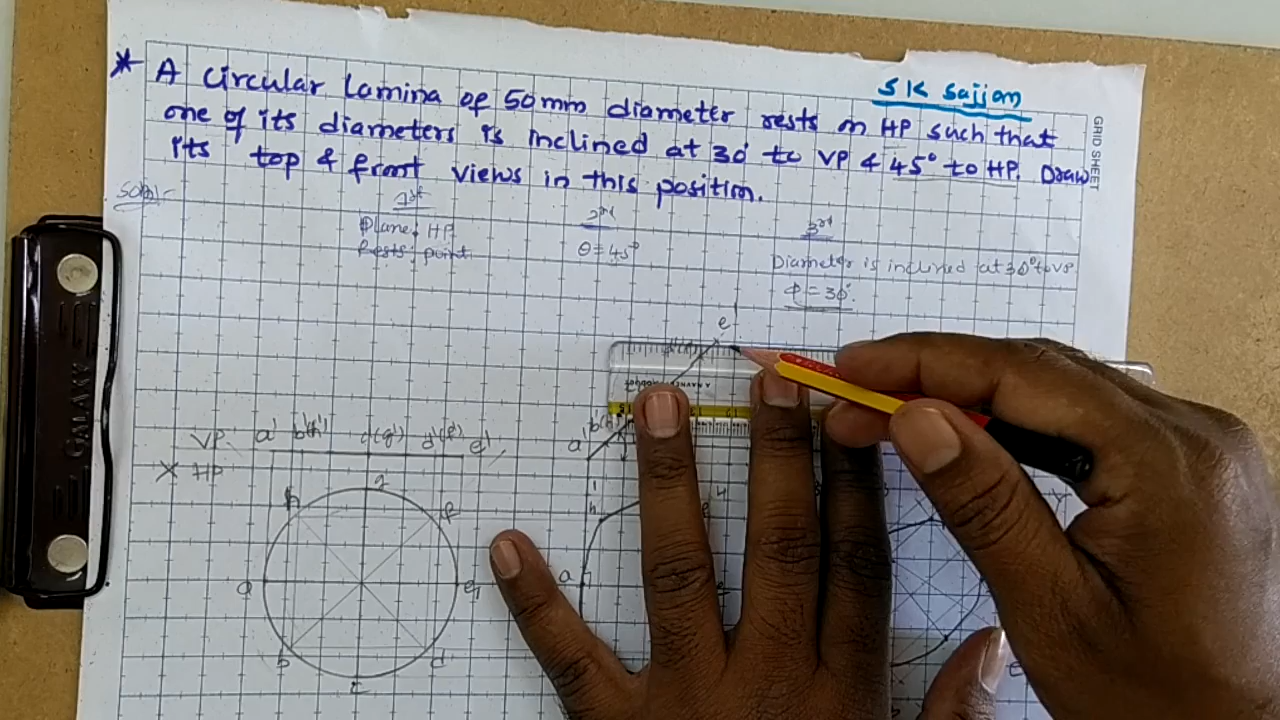 * A Circular Lamina of 50mm diameter rests on HP such that
one of its diameters is inclined at 30 to VP & 45° to HP. Draw
its top & front views in this position.
S K Sajjan
GRID SHEET
Soln:-
1st
Plane: HP
Rests: point
2nd
θ = 45°
3rd
Diameter is inclined at 30° to VP
φ = 30°.
e'
VP a' b'(h') c'(g') d'(f') e'
X HP
a' b'(h')
h g f
a e
b c d
h
a
GALAXY